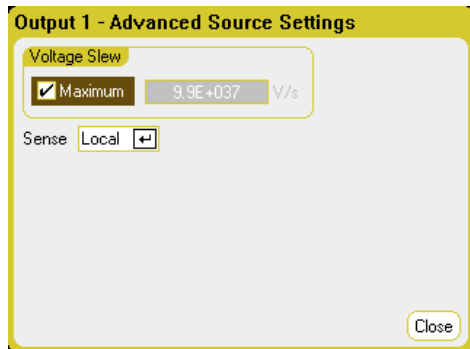 Output 1 - Advanced Source Settings
Voltage Slew
Maximum 9.9E+037 V/s
Sense Local
Close